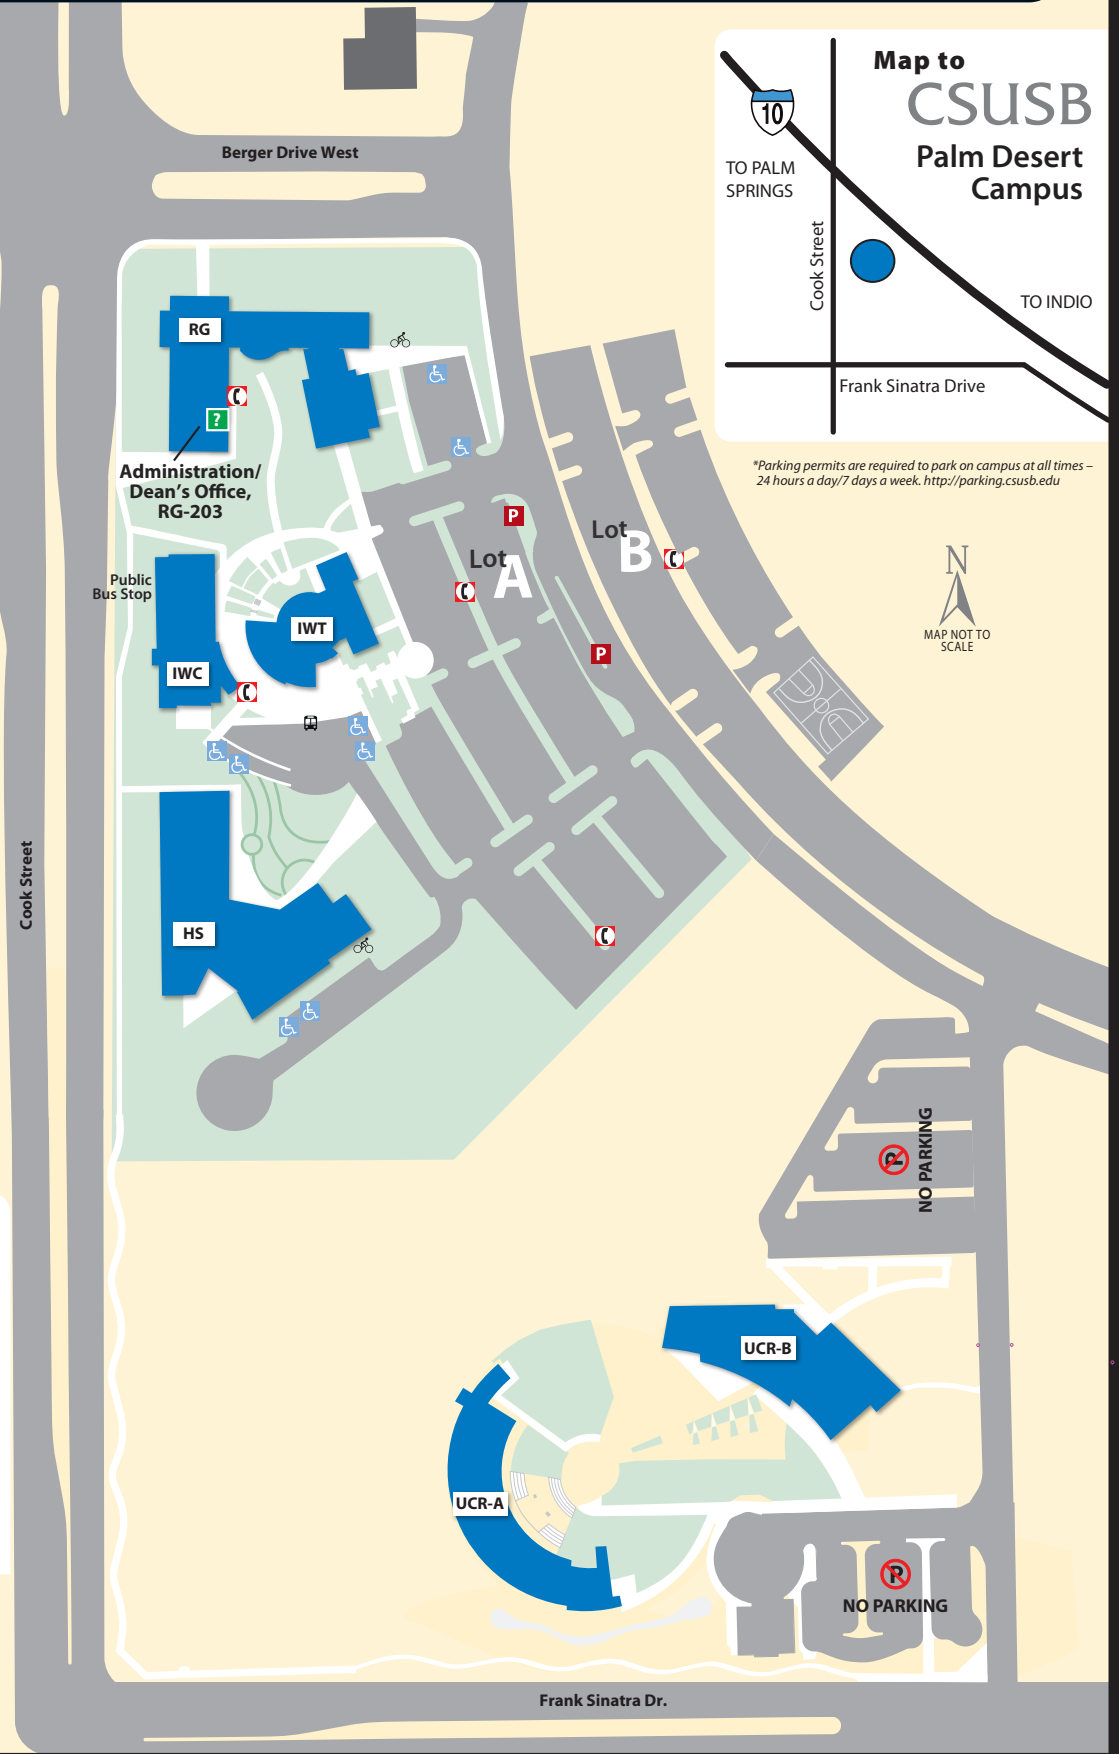 Map to
CSUSB
Palm Desert
Campus
10
TO PALM
SPRINGS
Cook Street
TO INDIO
Frank Sinatra Drive
*Parking permits are required to park on campus at all times –
24 hours a day/7 days a week. http://parking.csusb.edu
N
MAP NOT TO
SCALE
Berger Drive West
RG
?
Administration/
Dean's Office,
RG-203
P
Lot
A
Lot
B
Public
Bus Stop
IWT
IWC
P
Cook Street
HS
P
NO PARKING
UCR-B
UCR-A
P
NO PARKING
Frank Sinatra Dr.